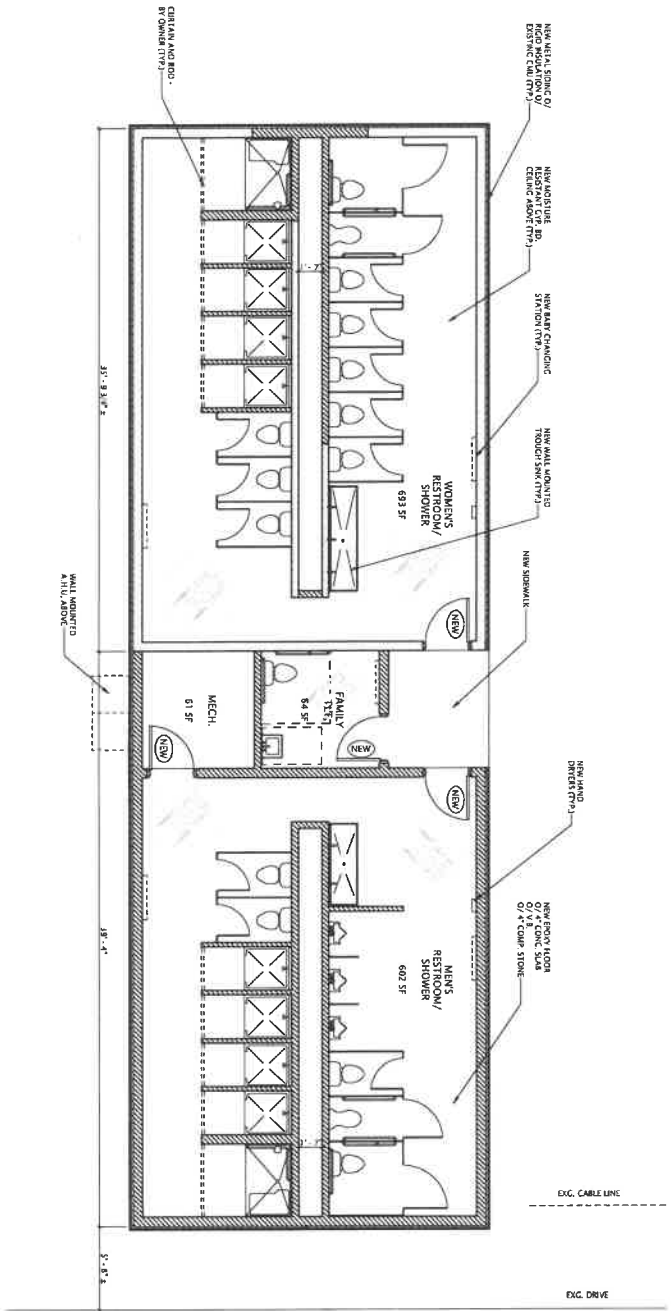 NEW METAL SIDING O/
RIGID INSULATION O/
EXISTING CMU (TYP.)
NEW MOISTURE
RESISTANT GYP. BD.
CEILING ABOVE (TYP.)
NEW BABY CHANGING
STATION (TYP.)
NEW WALL MOUNTED
TROUGH SINK (TYP.)
NEW SIDEWALK
NEW HAND
DRYERS (TYP.)
NEW EPOXY FLOOR
O/ 4" CONC. SLAB
O/ V.B.
O/ 4" COMP. STONE
CURTAIN AND ROD -
BY OWNER (TYP.)
WOMEN'S
RESTROOM/
SHOWER
693 SF
NEW
FAMILY
84 SF
NEW
MECH.
61 SF
NEW
NEW
MEN'S
RESTROOM/
SHOWER
602 SF
WALL MOUNTED
A.H.U. ABOVE
35' - 9 3/4" ±
39' - 4"
5' - 8" ±
EXG. CABLE LINE
EXG. DRIVE